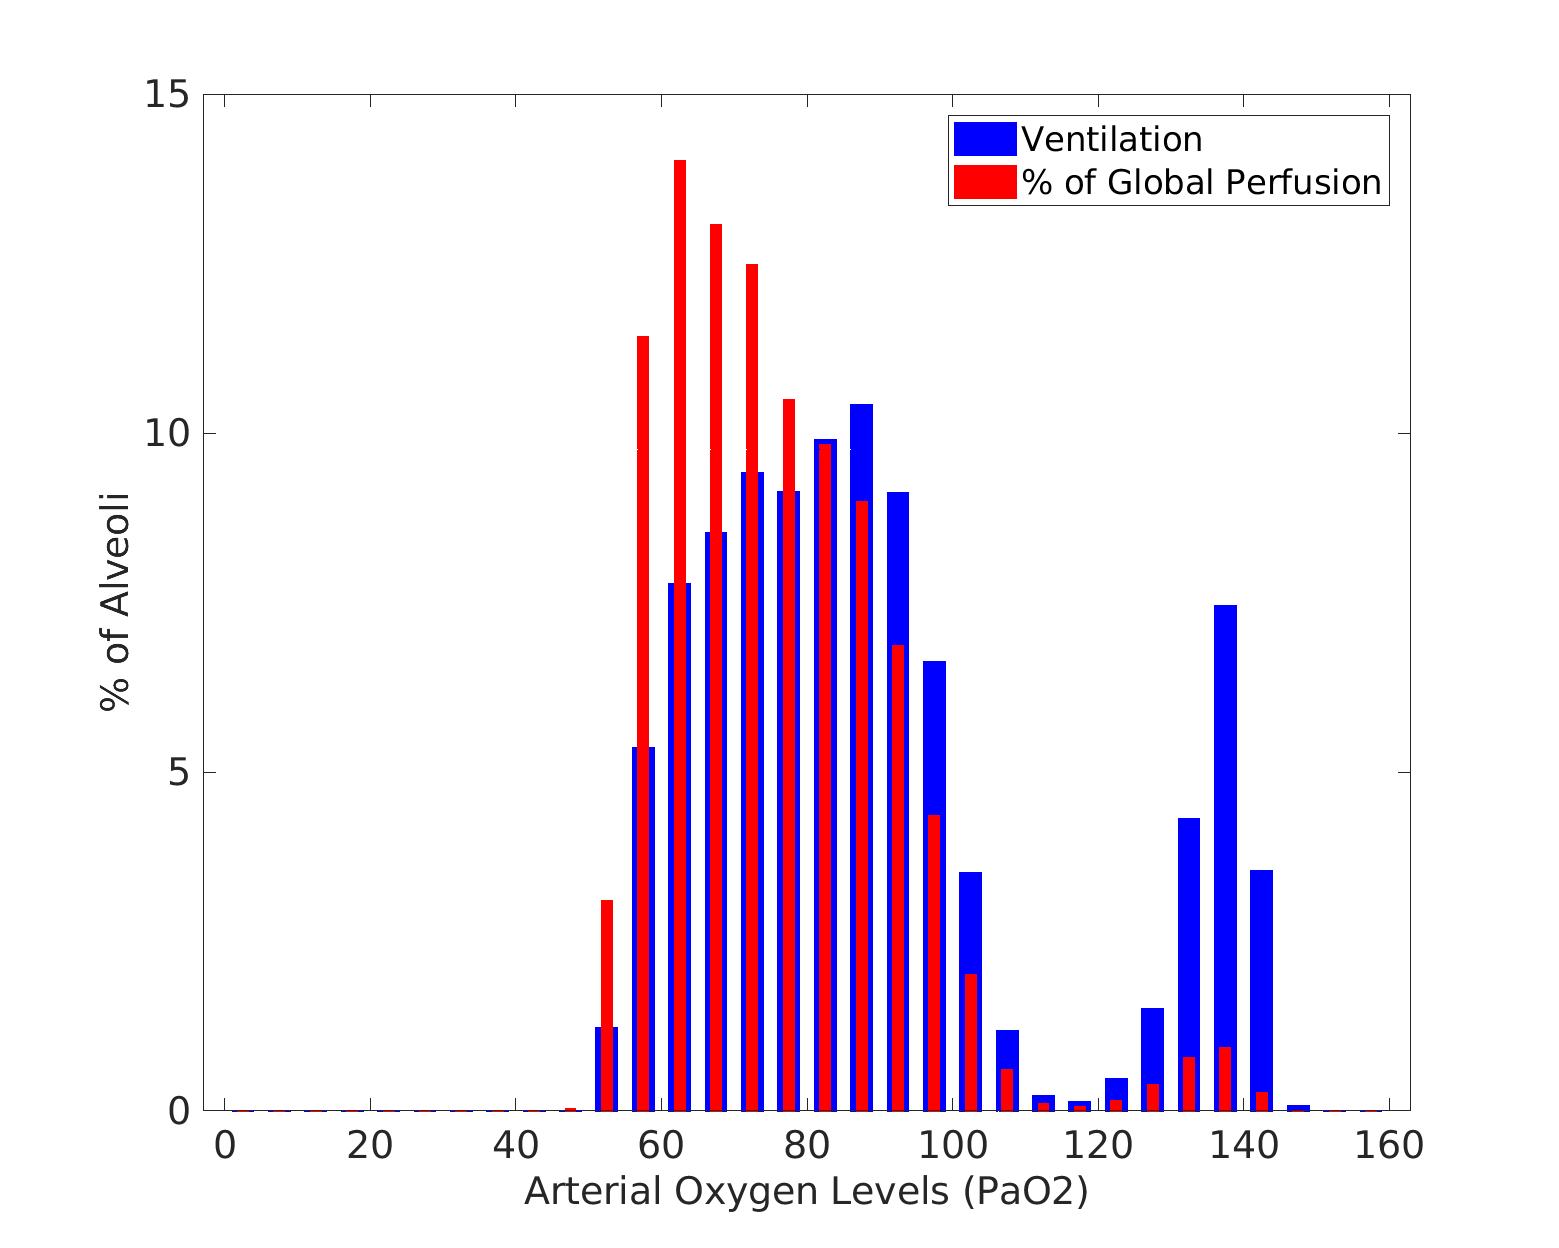 15
10
5
0
% of Alveoli
Ventilation
% of Global Perfusion
0 20 40 60 80 100 120 140 160
Arterial Oxygen Levels (PaO2)